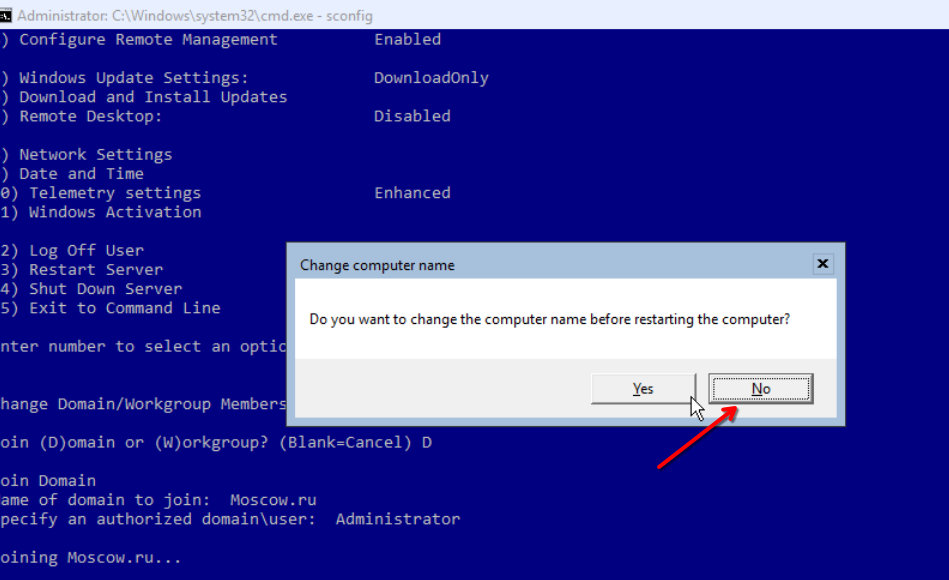 Administrator: C:\Windows\system32\cmd.exe - sconfig
) Configure Remote Management Enabled
) Windows Update Settings: DownloadOnly
) Download and Install Updates
) Remote Desktop: Disabled
) Network Settings
) Date and Time
0) Telemetry settings Enhanced
1) Windows Activation
2) Log Off User
3) Restart Server
4) Shut Down Server
5) Exit to Command Line
nter number to select an optio
Change computer name
Do you want to change the computer name before restarting the computer?
Yes No
hange Domain/Workgroup Members
oin (D)omain or (W)orkgroup? (Blank=Cancel) D
oin Domain
ame of domain to join: Moscow.ru
pecify an authorized domain\user: Administrator
oining Moscow.ru...